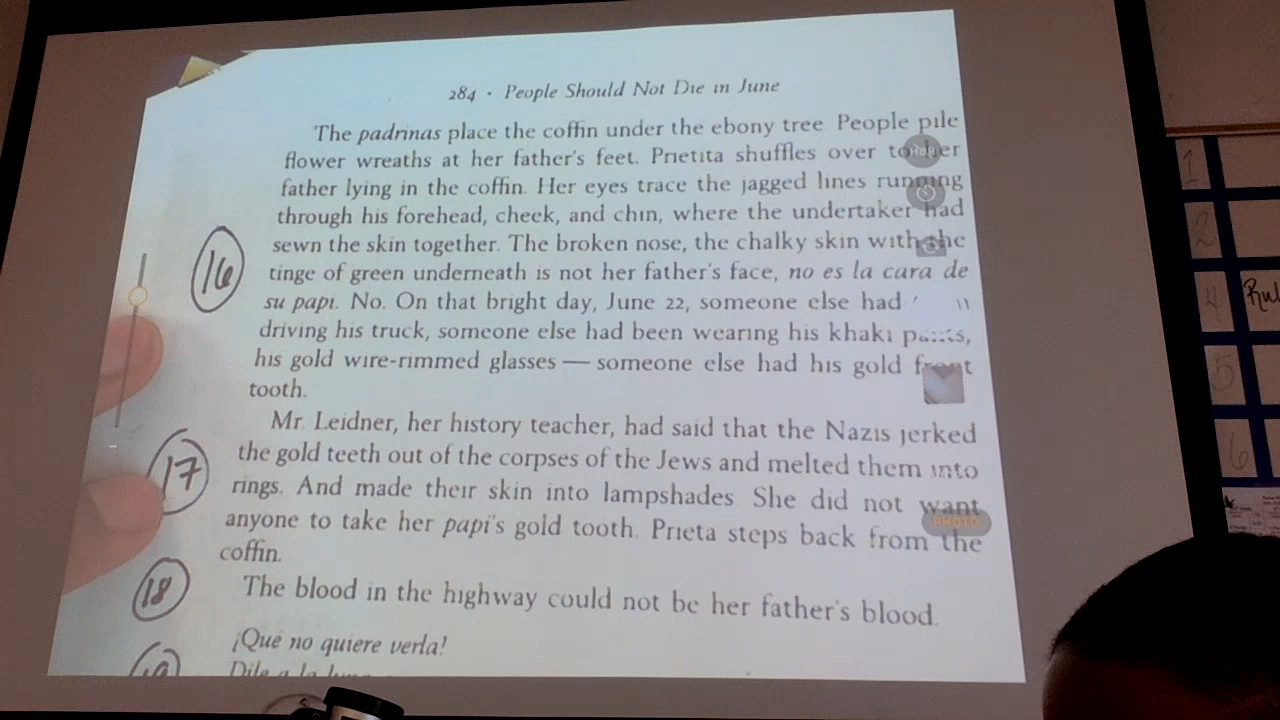 284 · People Should Not Die in June
The padrinas place the coffin under the ebony tree. People pile
flower wreaths at her father's feet. Prietita shuffles over to her
father lying in the coffin. Her eyes trace the jagged lines running
through his forehead, cheek, and chin, where the undertaker had
sewn the skin together. The broken nose, the chalky skin with the
16
tinge of green underneath is not her father's face, no es la cara de
su papi. No. On that bright day, June 22, someone else had
driving his truck, someone else had been wearing his khaki pants,
his gold wire-rimmed glasses — someone else had his gold front
tooth.
Mr. Leidner, her history teacher, had said that the Nazis jerked
the gold teeth out of the corpses of the Jews and melted them into
17
rings. And made their skin into lampshades. She did not want
anyone to take her papi's gold tooth. Prieta steps back from the
coffin.
PHOTO
18
The blood in the highway could not be her father's blood.
¡Que no quiere verla!
19
Dile a la
1
2
4
5
6